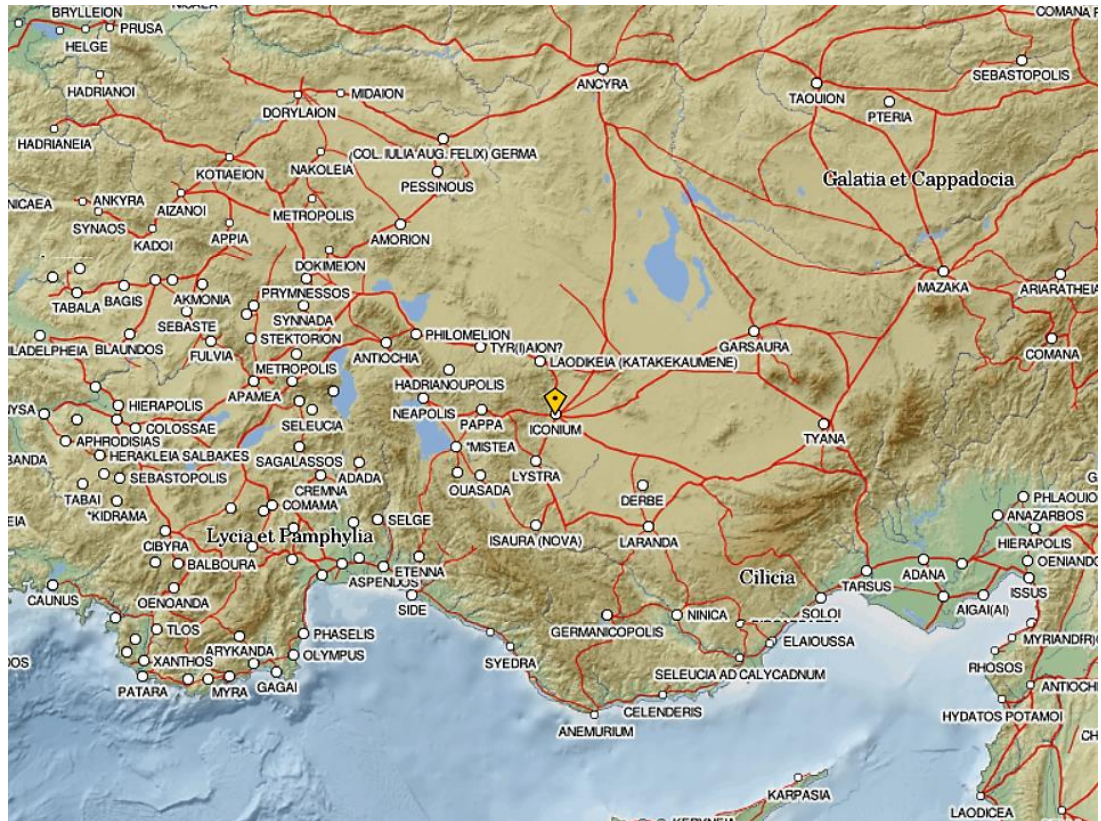 NICAEA
BRYLLEION
PRUSA
HELGE
COMANA P
ANCYRA
SEBASTOPOLIS
TAOUION
PTERIA
HADRIANOI
MIDAION
DORYLAION
HADRIANEIA
(COL. IULIA AUG. FELIX) GERMA
NAKOLEIA
KOTIAEION
PESSINOUS
Galatia et Cappadocia
NICAEA
ANKYRA
AIZANOI
SYNAOS
METROPOLIS
KADOI
APPIA
AMORION
DOKIMEION
MAZAKA
ARIARATHEIA
TABALA
BAGIS
AKMONIA
PRYMNESSOS
SYNNADA
SEBASTE
PHILOMELION
ILADELPHEIA
BLAUNDOS
FULVIA
STEKTORION
ANTIOCHIA
TYR(I)AION?
GARSAURA
COMANA
LAODIKEIA (KATAKEKAUMENE)
METROPOLIS
HADRIANOUPOLIS
APAMEA
NYSA
HIERAPOLIS
NEAPOLIS
PAPPA
ICONIUM
SELEUCIA
COLOSSAE
TYANA
APHRODISIAS
*MISTEA
BANDA
HERAKLEIA SALBAKES
SAGALASSOS
LYSTRA
SEBASTOPOLIS
ADADA
OUASADA
DERBE
TABAI
CREMNA
PHLAOUIO
COMAMA
*KIDRAMA
ANAZARBOS
SELGE
Lycia et Pamphylia
CIBYRA
ISAURA (NOVA)
LARANDA
HIERAPOLIS
BALBOURA
ETENNA
OENIANDO
ASPENDOS
Cilicia
TARSUS
ADANA
CAUNUS
OENOANDA
SIDE
ISSUS
AIGAI(AI)
SOLOI
NINICA
GERMANICOPOLIS
TLOS
PHASELIS
ELAIOUSSA
MYRIANDR(
ARYKANDA
XANTHOS
OLYMPUS
SYEDRA
RHOSOS
SELEUCIA AD CALYCADNUM
PATARA
MYRA
GAGAI
ANTIOCHI
CELENDERIS
HYDATOS POTAMOI
ANEMURIUM
KARPASIA
LAODICEA